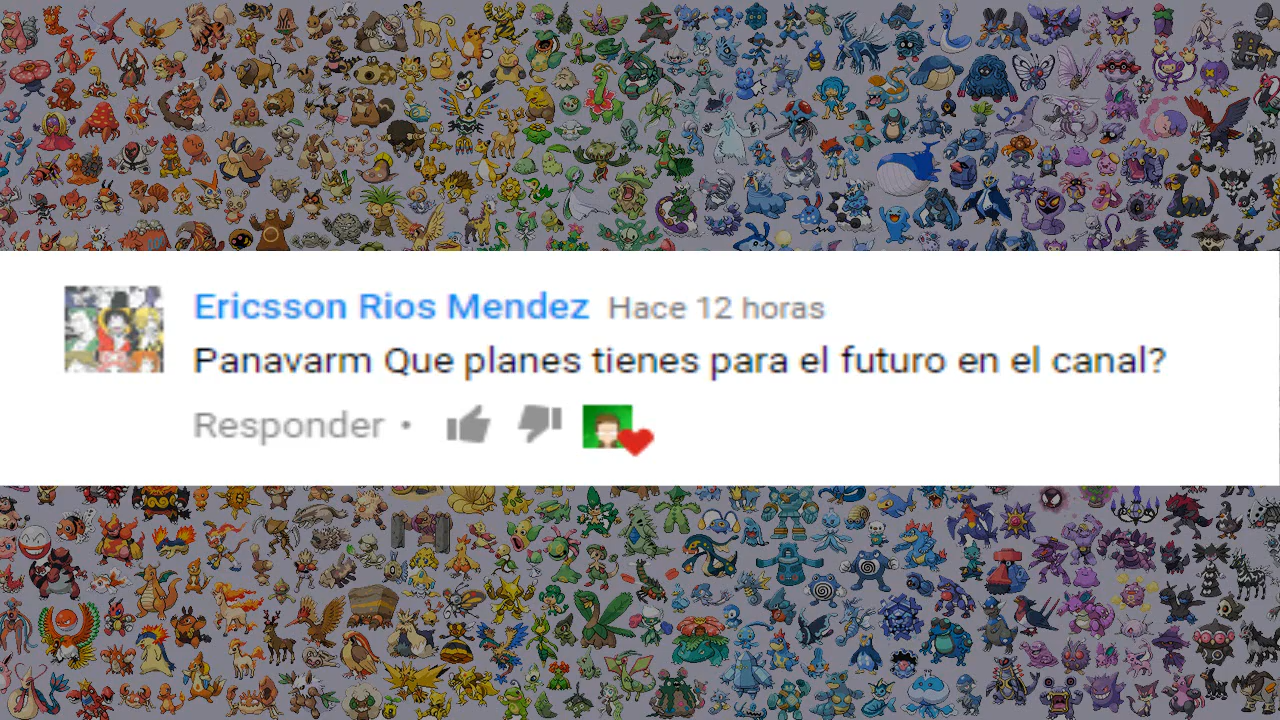 Ericsson Rios Mendez Hace 12 horas
Panavarm Que planes tienes para el futuro en el canal?
Responder •